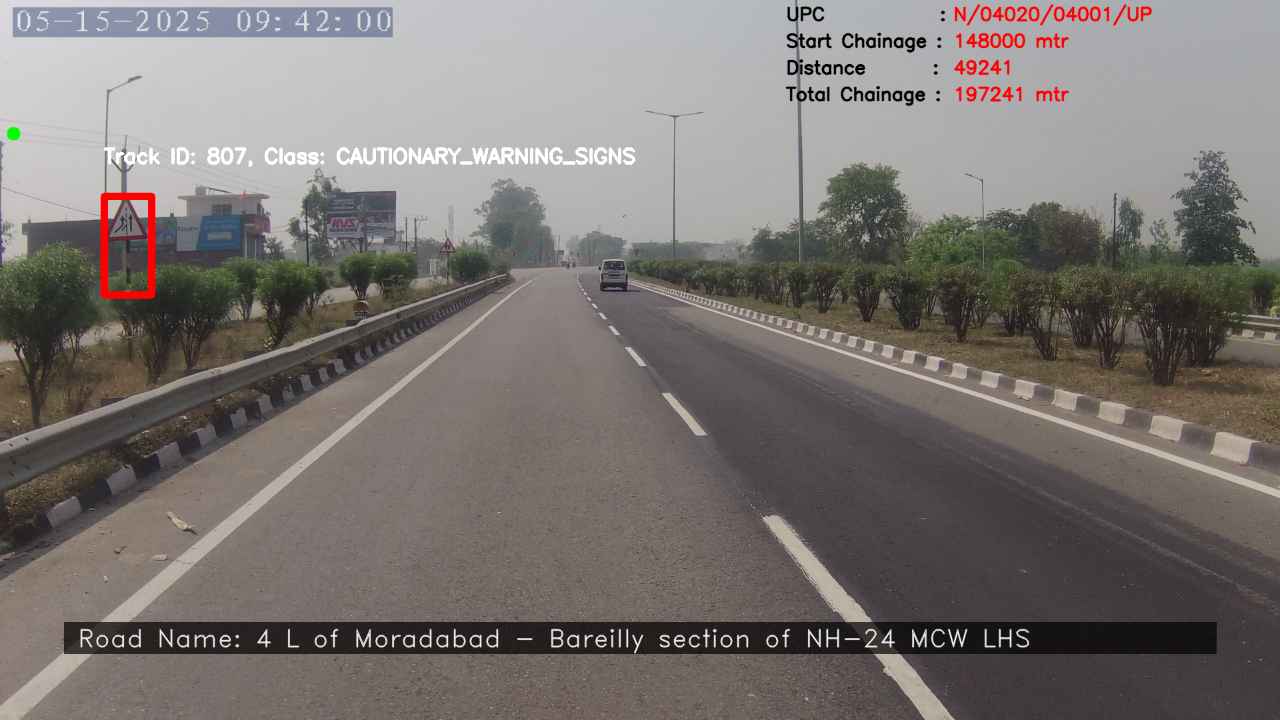 05-15-2025 09:42:00
UPC : N/04020/04001/UP
Start Chainage : 148000 mtr
Distance : 49241
Total Chainage : 197241 mtr
Track ID: 807, Class: CAUTIONARY_WARNING_SIGNS
Road Name: 4 L of Moradabad - Bareilly section of NH-24 MCW LHS